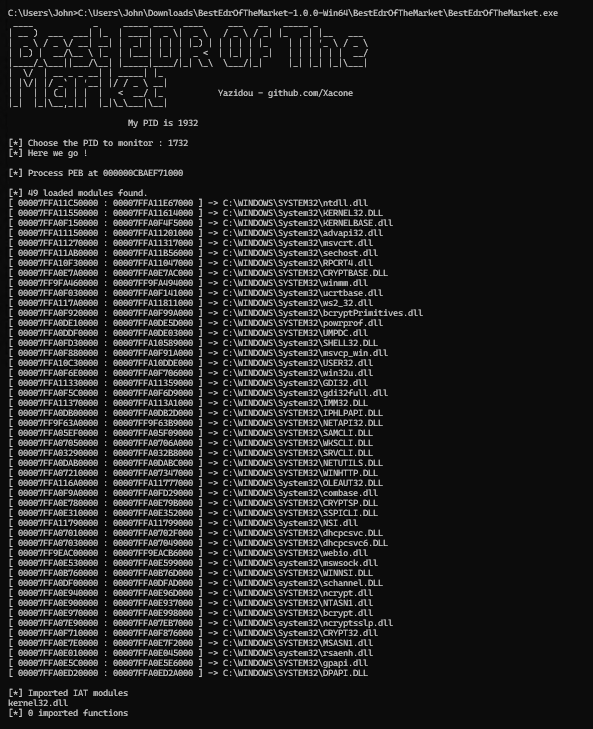 C:\Users\John>C:\Users\John\Downloads\BestEdrOfTheMarket-1.0.0-Win64\BestEdrOfTheMarket\BestEdrOfTheMarket.exe
Best EDR Of The
Market
Yazidou - github.com/Xacone
My PID is 1932
[*] Choose the PID to monitor : 1732
[*] Here we go !
[*] Process PEB at 000000CBAEF71000
[*] 49 loaded modules found.
[ 00007FFA11C50000 : 00007FFA11E67000 ] -> C:\WINDOWS\SYSTEM32\ntdll.dll
[ 00007FFA11550000 : 00007FFA11614000 ] -> C:\WINDOWS\System32\KERNEL32.DLL
[ 00007FFA0F150000 : 00007FFA0F4F5000 ] -> C:\WINDOWS\System32\KERNELBASE.dll
[ 00007FFA11150000 : 00007FFA11201000 ] -> C:\WINDOWS\System32\advapi32.dll
[ 00007FFA11270000 : 00007FFA11317000 ] -> C:\WINDOWS\System32\msvcrt.dll
[ 00007FFA11AB0000 : 00007FFA11B56000 ] -> C:\WINDOWS\System32\sechost.dll
[ 00007FFA10F30000 : 00007FFA11047000 ] -> C:\WINDOWS\System32\RPCRT4.dll
[ 00007FFA0E7A0000 : 00007FFA0E7AC000 ] -> C:\WINDOWS\SYSTEM32\CRYPTBASE.DLL
[ 00007FF9FA460000 : 00007FF9FA494000 ] -> C:\WINDOWS\SYSTEM32\winmm.dll
[ 00007FFA0F030000 : 00007FFA0F141000 ] -> C:\WINDOWS\System32\ucrtbase.dll
[ 00007FFA117A0000 : 00007FFA11811000 ] -> C:\WINDOWS\System32\ws2_32.dll
[ 00007FFA0F920000 : 00007FFA0F99A000 ] -> C:\WINDOWS\System32\bcryptPrimitives.dll
[ 00007FFA0DE10000 : 00007FFA0DE5D000 ] -> C:\WINDOWS\SYSTEM32\powrprof.dll
[ 00007FFA0DDF0000 : 00007FFA0DE03000 ] -> C:\WINDOWS\SYSTEM32\UMPDC.dll
[ 00007FFA0FD30000 : 00007FFA10589000 ] -> C:\WINDOWS\System32\SHELL32.DLL
[ 00007FFA0F880000 : 00007FFA0F91A000 ] -> C:\WINDOWS\System32\msvcp_win.dll
[ 00007FFA10C30000 : 00007FFA10DDE000 ] -> C:\WINDOWS\System32\USER32.dll
[ 00007FFA0F6E0000 : 00007FFA0F706000 ] -> C:\WINDOWS\System32\win32u.dll
[ 00007FFA11330000 : 00007FFA11359000 ] -> C:\WINDOWS\System32\GDI32.dll
[ 00007FFA0F5C0000 : 00007FFA0F6D9000 ] -> C:\WINDOWS\System32\gdi32full.dll
[ 00007FFA11370000 : 00007FFA113A1000 ] -> C:\WINDOWS\System32\IMM32.DLL
[ 00007FFA0DB00000 : 00007FFA0DB2D000 ] -> C:\WINDOWS\SYSTEM32\IPHLPAPI.DLL
[ 00007FF9F63A0000 : 00007FF9F63B9000 ] -> C:\WINDOWS\SYSTEM32\NETAPI32.dll
[ 00007FFA05EF0000 : 00007FFA05F09000 ] -> C:\WINDOWS\SYSTEM32\SAMCLI.DLL
[ 00007FFA07050000 : 00007FFA0706A000 ] -> C:\WINDOWS\SYSTEM32\WKSCLI.DLL
[ 00007FFA03290000 : 00007FFA032B8000 ] -> C:\WINDOWS\SYSTEM32\SRVCLI.DLL
[ 00007FFA0DAB0000 : 00007FFA0DABC000 ] -> C:\WINDOWS\SYSTEM32\NETUTILS.DLL
[ 00007FFA07210000 : 00007FFA07347000 ] -> C:\WINDOWS\SYSTEM32\WINHTTP.DLL
[ 00007FFA116A0000 : 00007FFA11777000 ] -> C:\WINDOWS\System32\OLEAUT32.DLL
[ 00007FFA0F9A0000 : 00007FFA0FD29000 ] -> C:\WINDOWS\System32\combase.dll
[ 00007FFA0E780000 : 00007FFA0E79B000 ] -> C:\WINDOWS\SYSTEM32\CRYPTSP.DLL
[ 00007FFA0E310000 : 00007FFA0E352000 ] -> C:\WINDOWS\SYSTEM32\SSPICLI.DLL
[ 00007FFA11790000 : 00007FFA11799000 ] -> C:\WINDOWS\System32\NSI.dll
[ 00007FFA07010000 : 00007FFA0702F000 ] -> C:\WINDOWS\SYSTEM32\dhcpcsvc.DLL
[ 00007FFA07030000 : 00007FFA07049000 ] -> C:\WINDOWS\SYSTEM32\dhcpcsvc6.DLL
[ 00007FF9EAC00000 : 00007FF9EACB6000 ] -> C:\WINDOWS\SYSTEM32\webio.dll
[ 00007FFA0E530000 : 00007FFA0E599000 ] -> C:\WINDOWS\system32\mswsock.dll
[ 00007FFA0B760000 : 00007FFA0B76D000 ] -> C:\WINDOWS\SYSTEM32\WINNSI.DLL
[ 00007FFA0DF00000 : 00007FFA0DFAD000 ] -> C:\WINDOWS\system32\schannel.DLL
[ 00007FFA0E940000 : 00007FFA0E96D000 ] -> C:\WINDOWS\SYSTEM32\ncrypt.dll
[ 00007FFA0E900000 : 00007FFA0E937000 ] -> C:\WINDOWS\SYSTEM32\NTASN1.dll
[ 00007FFA0E970000 : 00007FFA0E998000 ] -> C:\WINDOWS\SYSTEM32\bcrypt.dll
[ 00007FFA07E90000 : 00007FFA07EB7000 ] -> C:\WINDOWS\system32\ncryptsslp.dll
[ 00007FFA0F710000 : 00007FFA0F876000 ] -> C:\WINDOWS\System32\CRYPT32.dll
[ 00007FFA0E7E0000 : 00007FFA0E7F2000 ] -> C:\WINDOWS\SYSTEM32\MSASN1.dll
[ 00007FFA0E010000 : 00007FFA0E045000 ] -> C:\WINDOWS\system32\rsaenh.dll
[ 00007FFA0E5C0000 : 00007FFA0E5E6000 ] -> C:\WINDOWS\SYSTEM32\gpapi.dll
[ 00007FFA0ED20000 : 00007FFA0ED2A000 ] -> C:\WINDOWS\SYSTEM32\DPAPI.DLL
[*] Imported IAT modules
kernel32.dll
[*] 0 imported functions